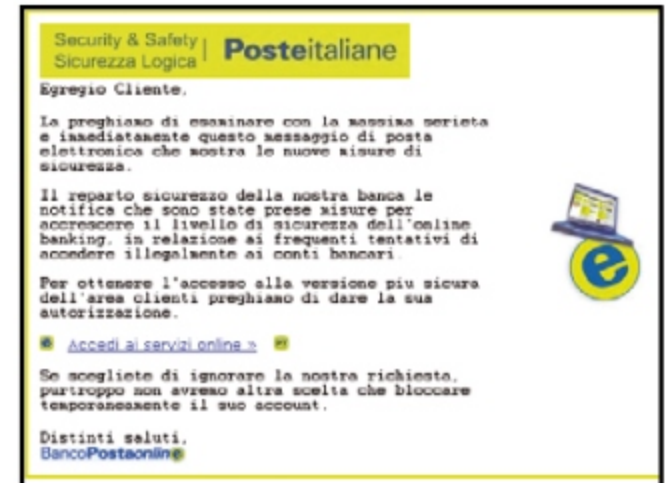 Security & Safety
Sicurezza Logica
Posteitaliane
Egregio Cliente,
La preghiamo di esaminare con la massima serieta
e immediatamente questo messaggio di posta
elettronica che mostra le nuove misure di
sicurezza.
Il reparto sicurezzo della nostra banca le
notifica che sono state prese misure per
accrescere il livello di sicurezza dell'online
banking, in relazione ai frequenti tentativi di
accedere illegalmente ai conti bancari.
Per ottenere l'accesso alla versione piu sicura
dell'area clienti preghiamo di dare la sua
autorizzazione.
Accedi ai servizi online »
Se scegliete di ignorare la nostra richiesta,
purtroppo non avremo altra scelta che bloccare
temporaneamente il suo account.
Distinti saluti,
BancoPostaonline
e